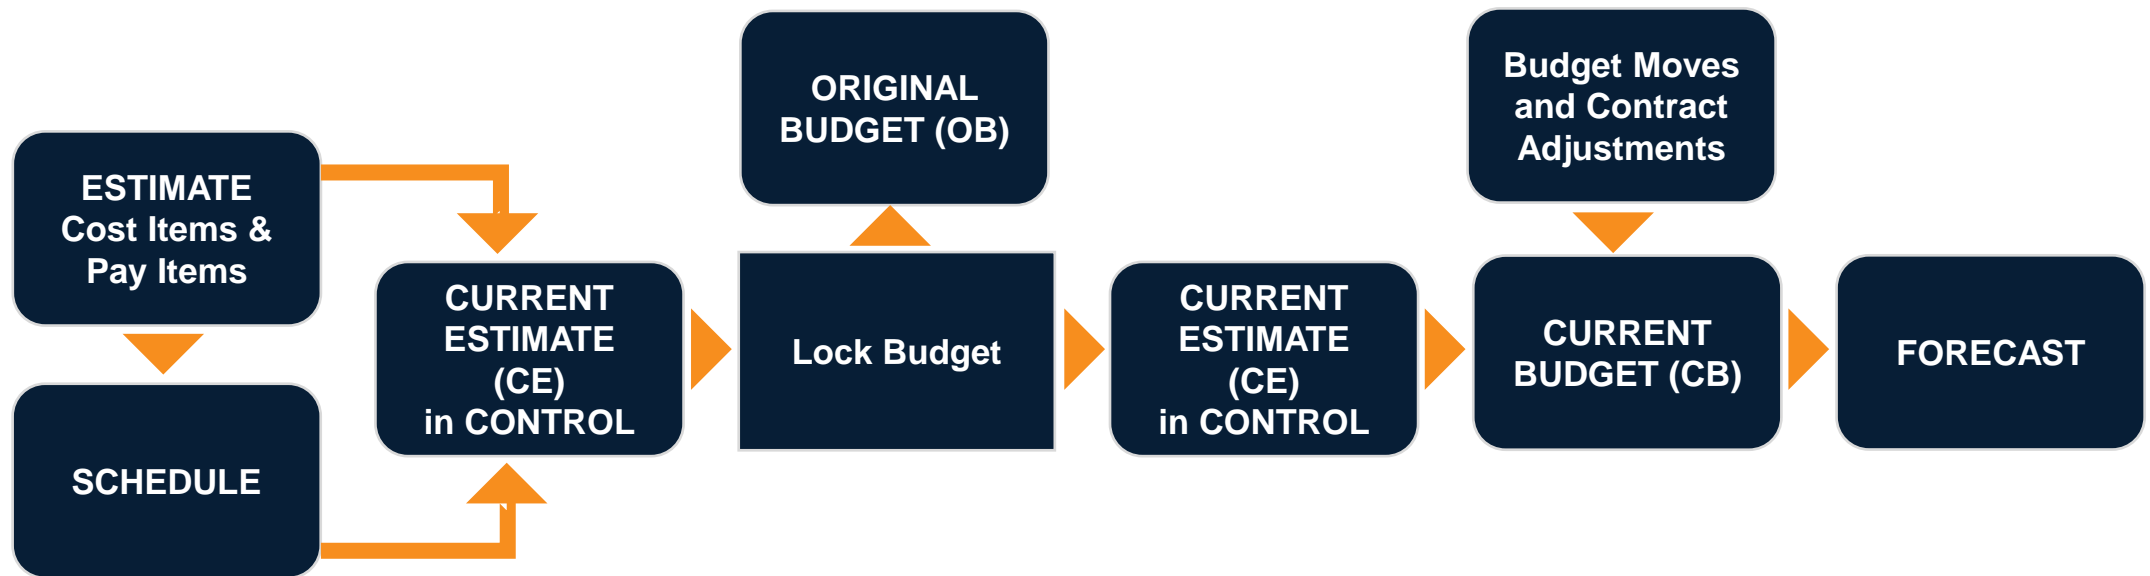 ESTIMATE
Cost Items &
Pay Items
SCHEDULE
CURRENT
ESTIMATE
(CE)
in CONTROL
ORIGINAL
BUDGET (OB)
Lock Budget
CURRENT
ESTIMATE
(CE)
in CONTROL
Budget Moves
and Contract
Adjustments
CURRENT
BUDGET (CB)
FORECAST